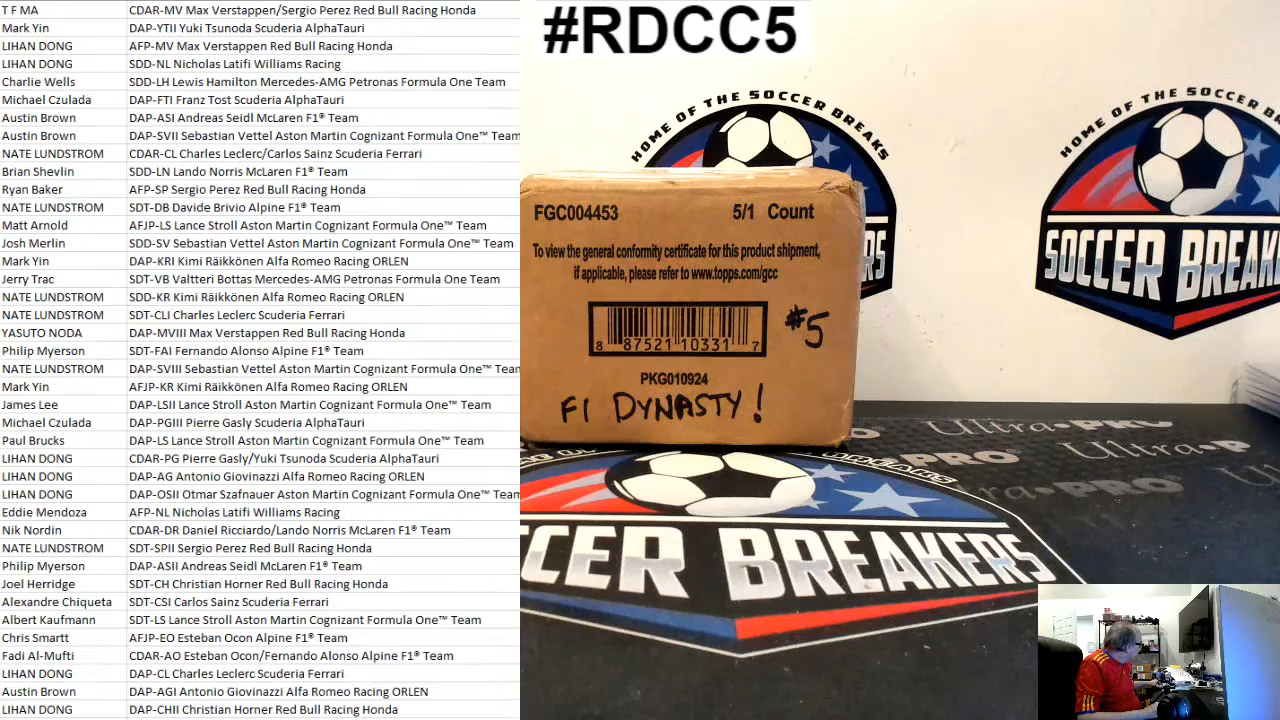 T F MA CDAR-MV Max Verstappen/Sergio Perez Red Bull Racing Honda
Mark Yin DAP-YTII Yuki Tsunoda Scuderia AlphaTauri
LIHAN DONG AFP-MV Max Verstappen Red Bull Racing Honda
LIHAN DONG SDD-NL Nicholas Latifi Williams Racing
Charlie Wells SDD-LH Lewis Hamilton Mercedes-AMG Petronas Formula One Team
Michael Czulada DAP-FTI Franz Tost Scuderia AlphaTauri
Austin Brown DAP-ASI Andreas Seidl McLaren F1® Team
Austin Brown DAP-SVII Sebastian Vettel Aston Martin Cognizant Formula One™ Team
NATE LUNDSTROM CDAR-CL Charles Leclerc/Carlos Sainz Scuderia Ferrari
Brian Shevlin SDD-LN Lando Norris McLaren F1® Team
Ryan Baker AFP-SP Sergio Perez Red Bull Racing Honda
NATE LUNDSTROM SDT-DB Davide Brivio Alpine F1® Team
Matt Arnold AFJP-LS Lance Stroll Aston Martin Cognizant Formula One™ Team
Josh Merlin SDD-SV Sebastian Vettel Aston Martin Cognizant Formula One™ Team
Mark Yin DAP-KRI Kimi Räikkönen Alfa Romeo Racing ORLEN
Jerry Trac SDT-VB Valtteri Bottas Mercedes-AMG Petronas Formula One™ Team
NATE LUNDSTROM SDD-KR Kimi Räikkönen Alfa Romeo Racing ORLEN
NATE LUNDSTROM SDT-CLI Charles Leclerc Scuderia Ferrari
YASUTO NODA DAP-MVIII Max Verstappen Red Bull Racing Honda
Philip Myerson SDT-FAI Fernando Alonso Alpine F1® Team
NATE LUNDSTROM DAP-SVIII Sebastian Vettel Aston Martin Cognizant Formula One™ Team
Mark Yin AFJP-KR Kimi Räikkönen Alfa Romeo Racing ORLEN
James Lee DAP-LSII Lance Stroll Aston Martin Cognizant Formula One™ Team
Michael Czulada DAP-PGIII Pierre Gasly Scuderia AlphaTauri
Paul Brucks DAP-LS Lance Stroll Aston Martin Cognizant Formula One™ Team
LIHAN DONG CDAR-PG Pierre Gasly/Yuki Tsunoda Scuderia AlphaTauri
LIHAN DONG DAP-AG Antonio Giovinazzi Alfa Romeo Racing ORLEN
LIHAN DONG DAP-OSII Otmar Szafnauer Aston Martin Cognizant Formula One™ Team
Eddie Mendoza AFP-NL Nicholas Latifi Williams Racing
Nik Nordin CDAR-DR Daniel Ricciardo/Lando Norris McLaren F1® Team
NATE LUNDSTROM SDT-SPII Sergio Perez Red Bull Racing Honda
Philip Myerson DAP-ASII Andreas Seidl McLaren F1® Team
Joel Herridge SDT-CH Christian Horner Red Bull Racing Honda
Alexandre Chiqueta SDT-CSI Carlos Sainz Scuderia Ferrari
Albert Kaufmann SDT-LS Lance Stroll Aston Martin Cognizant Formula One™ Team
Chris Smartt AFJP-EO Esteban Ocon Alpine F1® Team
Fadi Al-Mufti CDAR-AO Esteban Ocon/Fernando Alonso Alpine F1® Team
LIHAN DONG DAP-CL Charles Leclerc Scuderia Ferrari
Austin Brown DAP-AGI Antonio Giovinazzi Alfa Romeo Racing ORLEN
LIHAN DONG DAP-CHII Christian Horner Red Bull Racing Honda
#RDCC5
HOME OF THE SOCCER BREAKS
HOME OF THE SOCCER B
SOCCER BREAKER
RS
FGC004453 5/1 Count
To view the general conformity certificate for this product shipment,
if applicable, please refer to www.topps.com/gcc
#5
8 87521 10331 7
PKG010924
F1 DYNASTY!
Ultra•PRO
Ultra•P
PRO
CCER BREAKERS